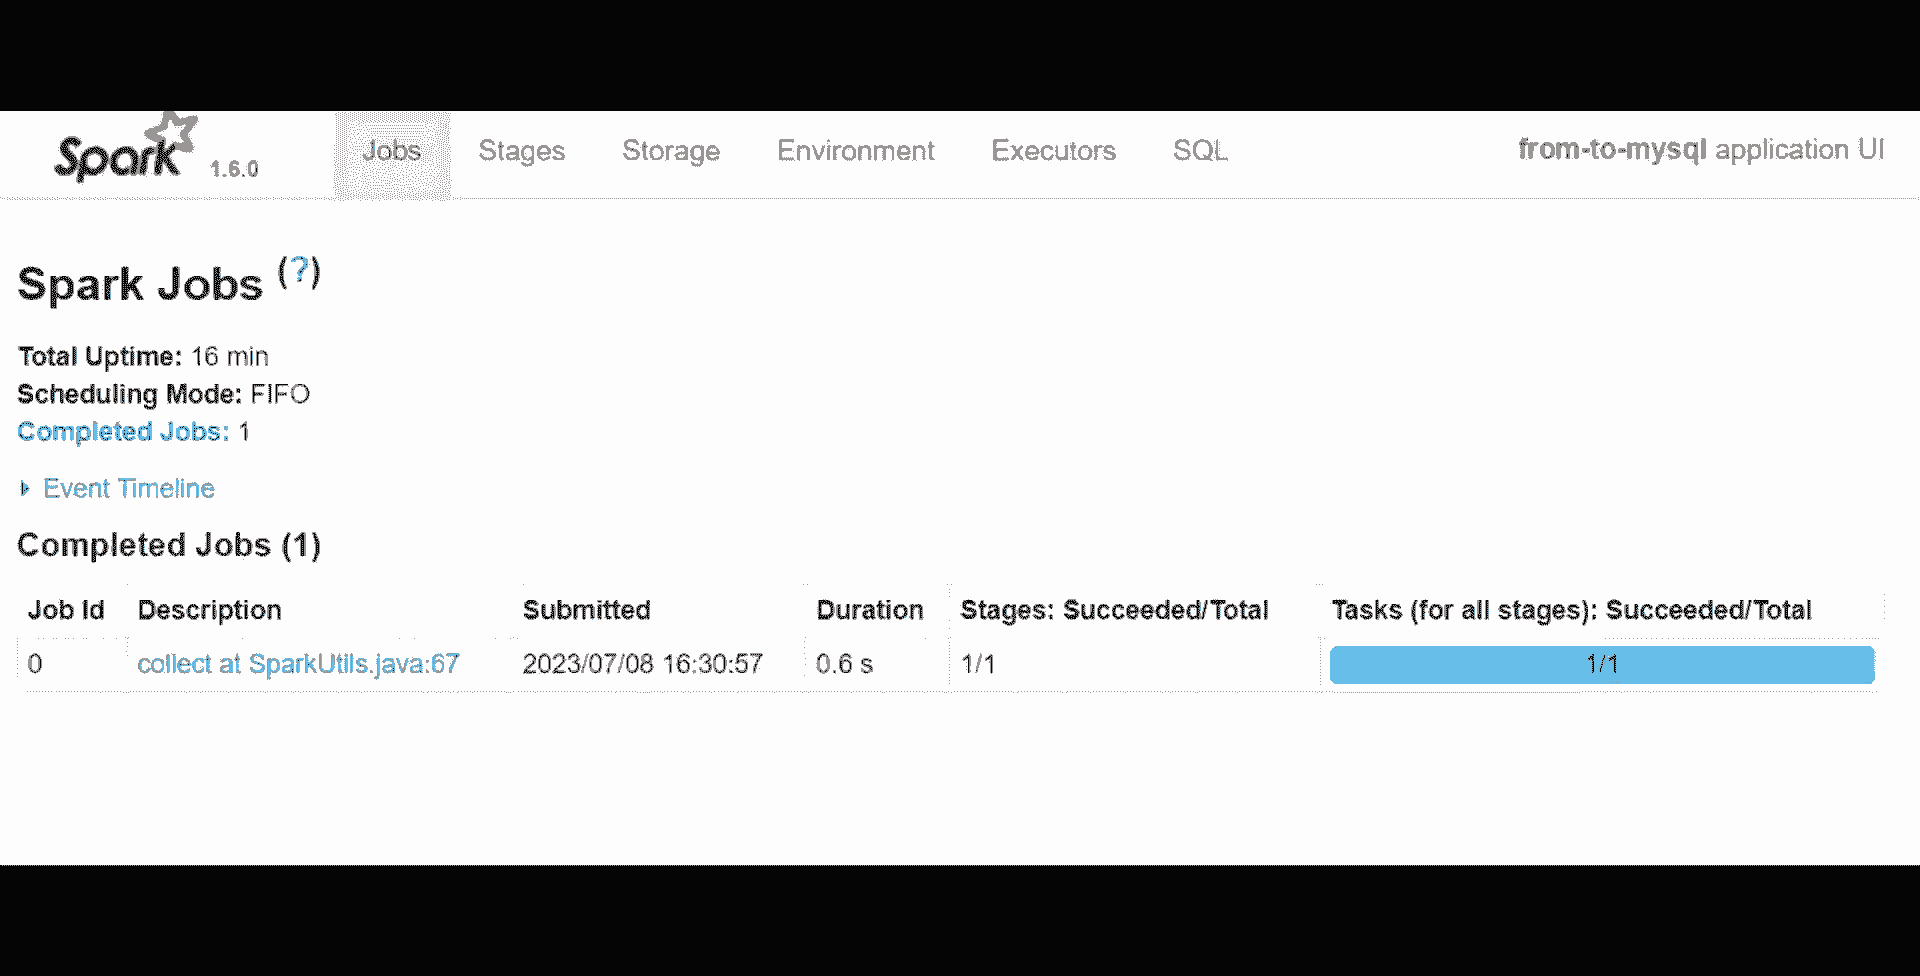 Spark 1.6.0 Jobs Stages Storage Environment Executors SQL from-to-mysql application UI
Spark Jobs (?)
Total Uptime: 16 min
Scheduling Mode: FIFO
Completed Jobs: 1
Event Timeline
Completed Jobs (1)
Job Id Description Submitted Duration Stages: Succeeded/Total Tasks (for all stages): Succeeded/Total
0 collect at SparkUtils.java:67 2023/07/08 16:30:57 0.6 s 1/1 1/1